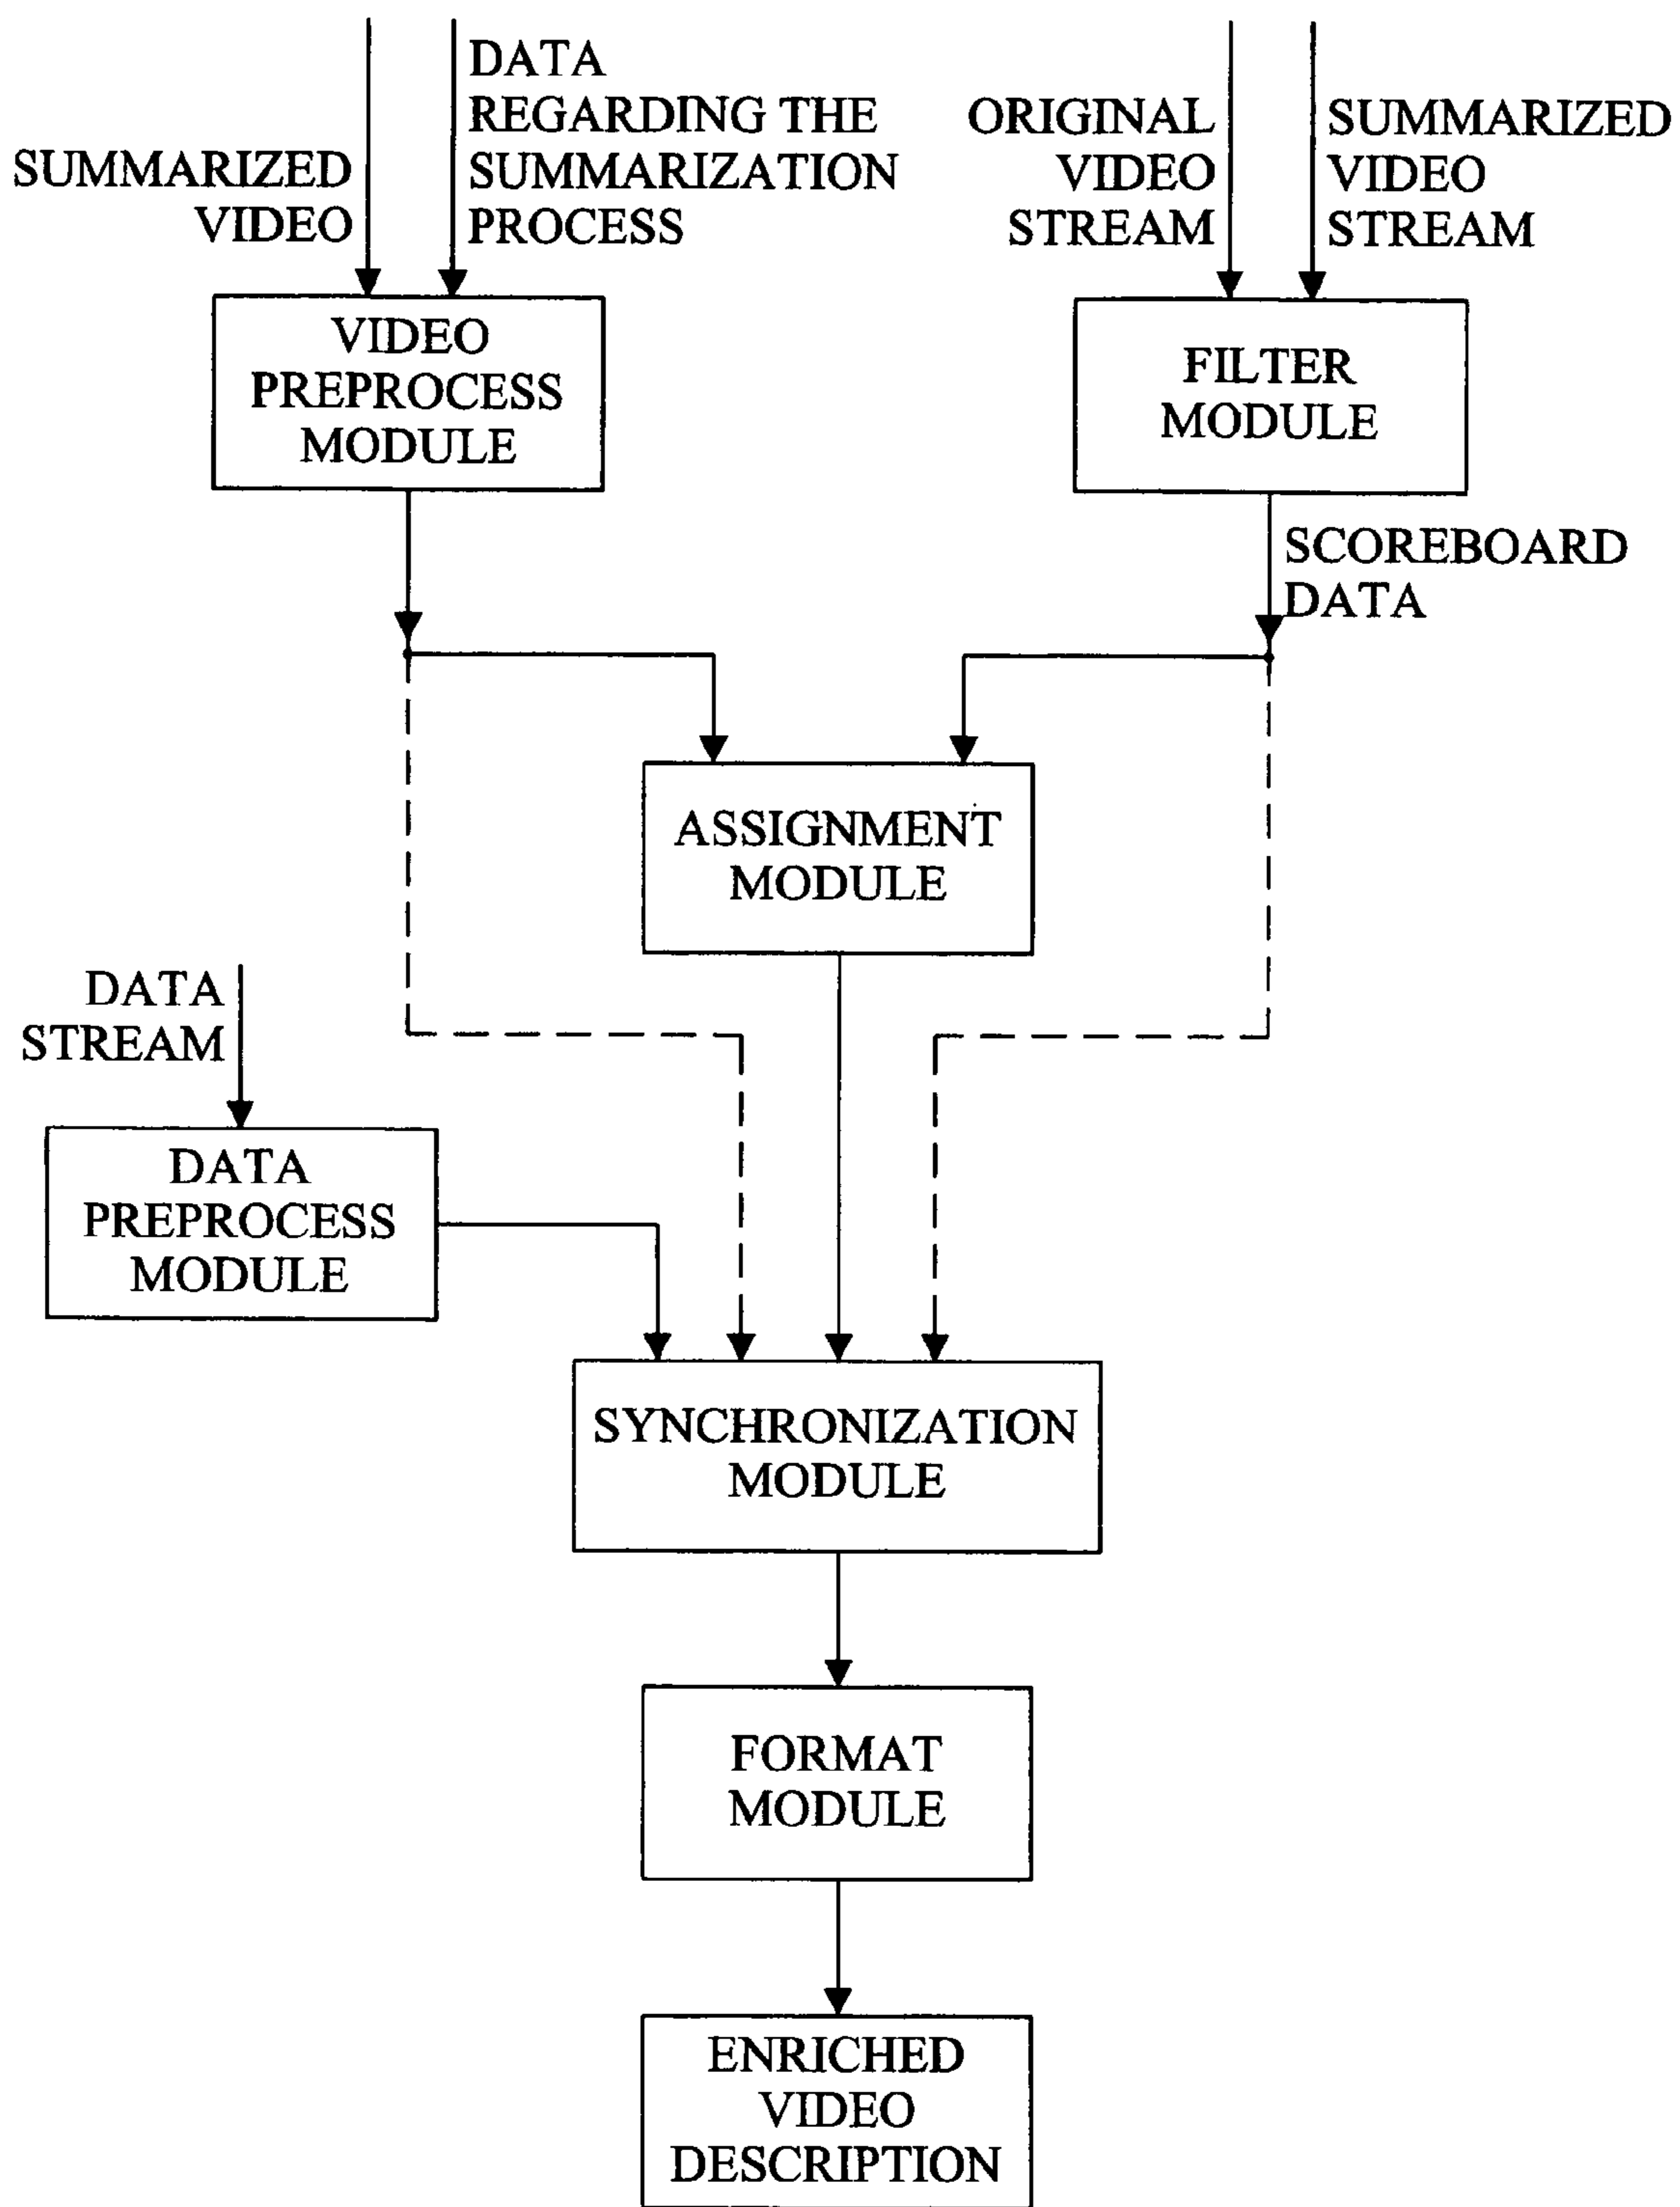 DATA
REGARDING THE
SUMMARIZATION
PROCESS
SUMMARIZED
VIDEO
ORIGINAL
VIDEO
STREAM
SUMMARIZED
VIDEO
STREAM
VIDEO
PREPROCESS
MODULE
FILTER
MODULE
SCOREBOARD
DATA
ASSIGNMENT
MODULE
DATA
STREAM
DATA
PREPROCESS
MODULE
SYNCHRONIZATION
MODULE
FORMAT
MODULE
ENRICHED
VIDEO
DESCRIPTION